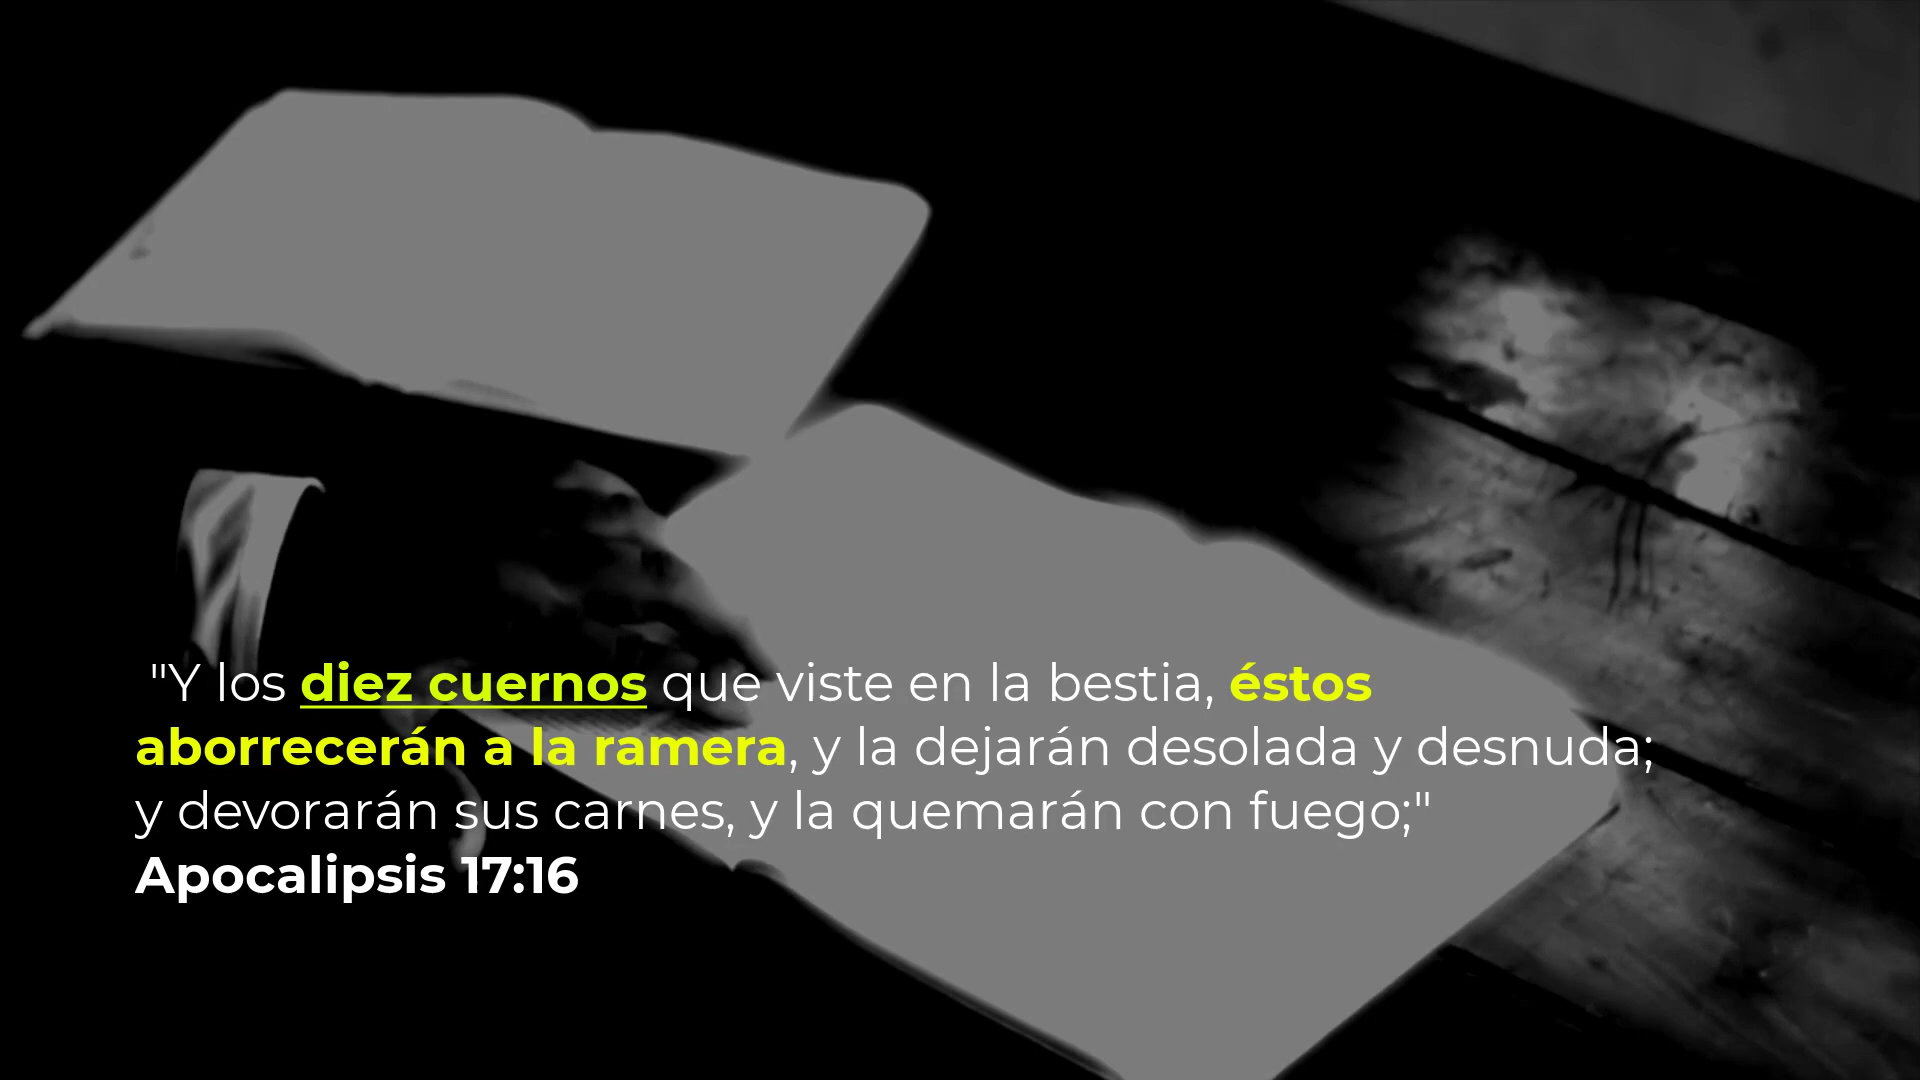 "Y los diez cuernos que viste en la bestia, éstos
aborrecerán a la ramera, y la dejarán desolada y desnuda;
y devorarán sus carnes, y la quemarán con fuego;"
Apocalipsis 17:16